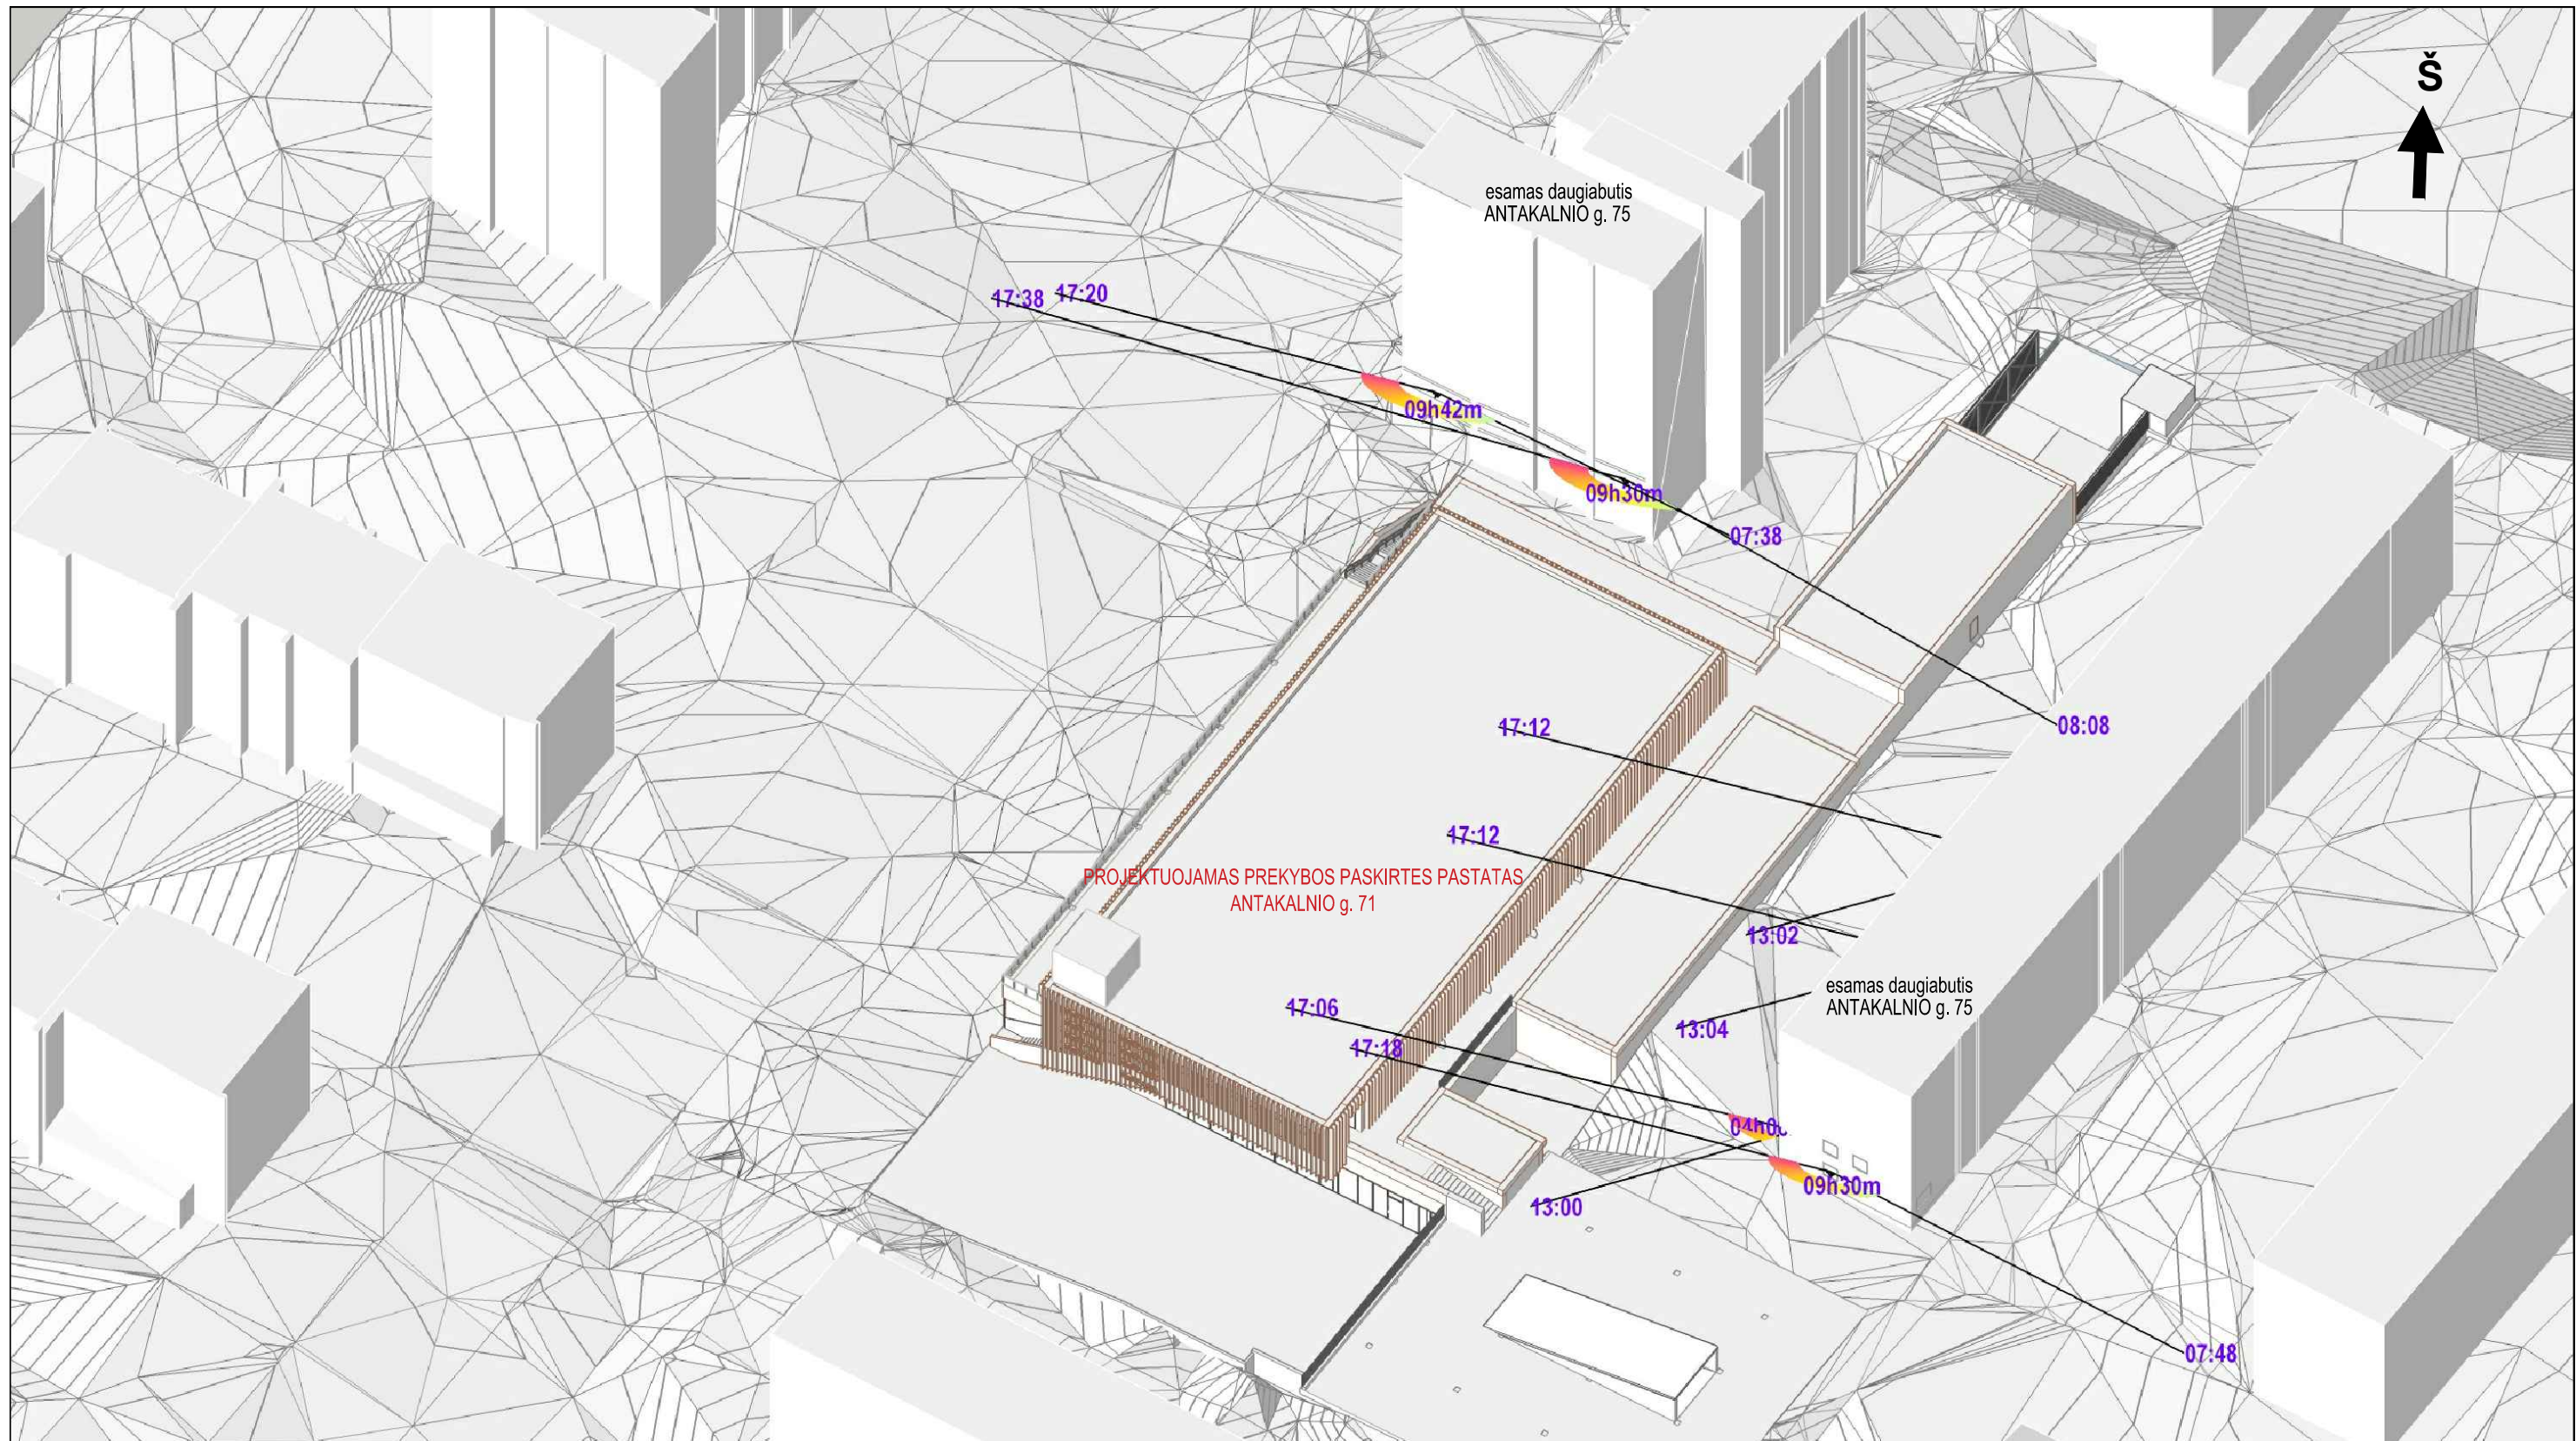 Š
esamas daugiabutis
ANTAKALNIO g. 75
17:38
17:20
09h42m
09h30m
07:38
08:08
17:12
17:12
PROJEKTUOJAMAS PREKYBOS PASKIRTES PASTATAS
ANTAKALNIO g. 71
13:02
esamas daugiabutis
ANTAKALNIO g. 75
17:06
13:04
17:18
09h30m
13:00
07:48